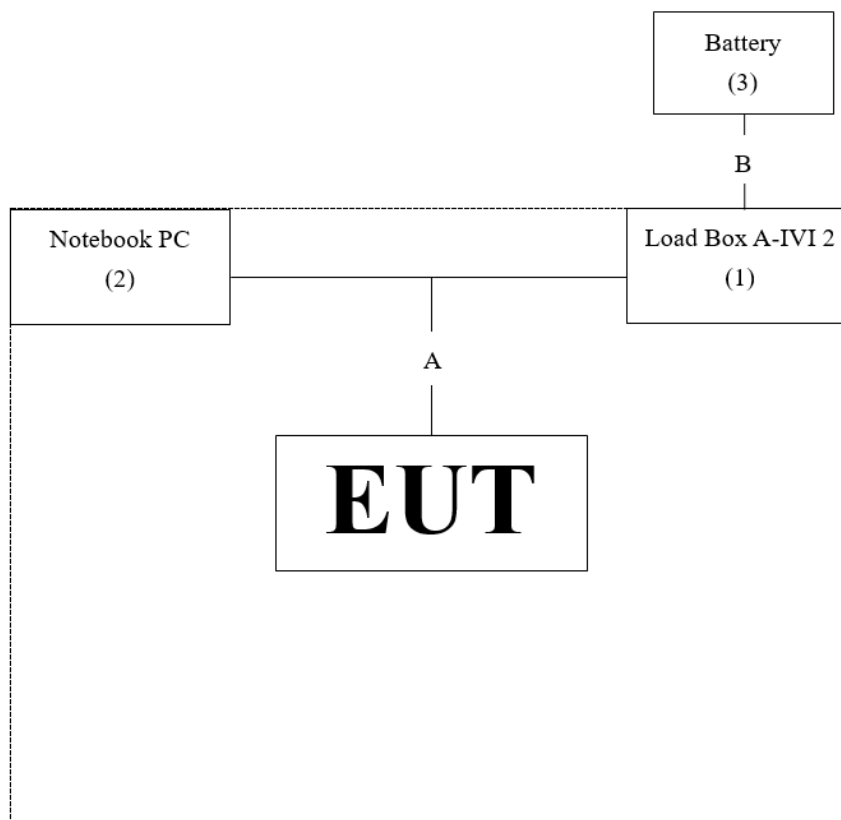 Battery
(3)
B
Notebook PC
(2)
Load Box A-IVI 2
(1)
A
EUT